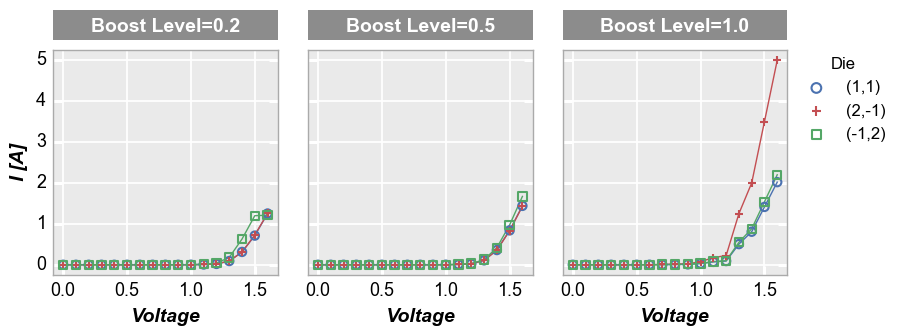 Boost Level=0.2 Boost Level=0.5 Boost Level=1.0
Die
(1,1)
(2,-1)
(-1,2)
I [A]
5
4
3
2
1
0
0.0 0.5 1.0 1.5 0.0 0.5 1.0 1.5 0.0 0.5 1.0 1.5
Voltage Voltage Voltage